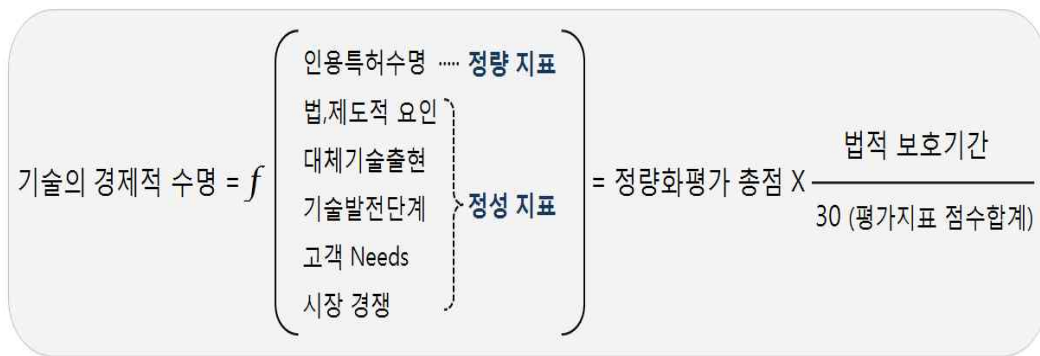 인용특허수명 ····· 정량 지표
법,제도적 요인
대체기술출현
기술발전단계
고객 Needs
시장 경쟁
정성 지표
기술의 경제적 수명 = f
= 정량화평가 총점 X
법적 보호기간
30 (평가지표 점수합계)